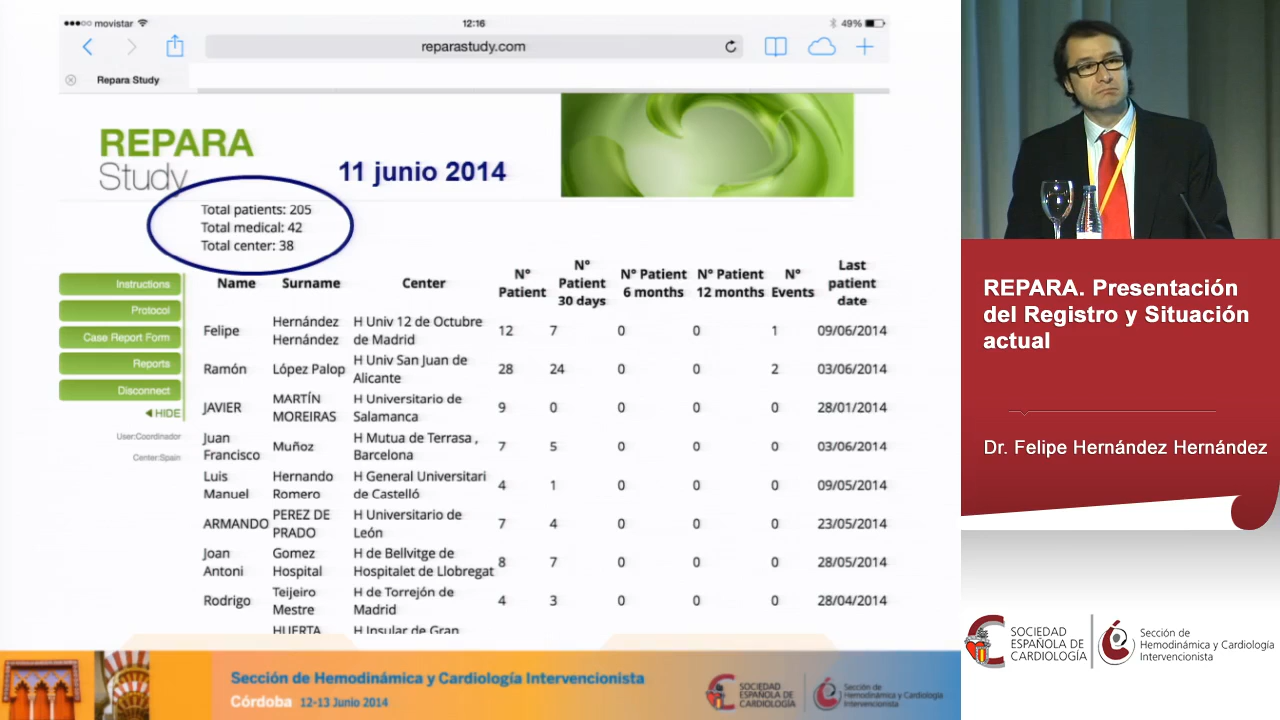 movistar 12:16 49%
reparastudy.com
Repara Study
REPARA
Study
11 junio 2014
Total patients: 205
Total medical: 42
Total center: 38
Instructions
Protocol
Case Report Form
Reports
Disconnect
HIDE
User:Coordinador
Center:Spain
Name Surname Center N° Patient N° Patient 30 days N° Patient 6 months N° Patient 12 months N° Events Last patient date
Felipe Hernández Hernández H Univ 12 de Octubre de Madrid 12 7 0 0 1 09/06/2014
Ramón López Palop H Univ San Juan de Alicante 28 24 0 0 2 03/06/2014
JAVIER MARTÍN MOREIRAS H Universitario de Salamanca 9 0 0 0 0 28/01/2014
Juan Francisco Muñoz H Mutua de Terrasa , Barcelona 7 5 0 0 0 03/06/2014
Luis Manuel Hernando Romero H General Universitari de Castelló 4 1 0 0 0 09/05/2014
ARMANDO PEREZ DE PRADO H Universitario de León 7 4 0 0 0 23/05/2014
Joan Antoni Gomez Hospital H de Bellvitge de Hospitalet de Llobregat 8 7 0 0 0 28/05/2014
Rodrigo Teijeiro Mestre H de Torrejón de Madrid 4 3 0 0 0 28/04/2014
HUERTA H Insular de Gran
Sección de Hemodinámica y Cardiología Intervencionista
Córdoba 12-13 Junio 2014
SOCIEDAD
ESPAÑOLA DE
CARDIOLOGÍA
Sección de
Hemodinámica y Cardiología
Intervencionista
REPARA. Presentación
del Registro y Situación
actual
Dr. Felipe Hernández Hernández
SOCIEDAD
ESPAÑOLA DE
CARDIOLOGÍA
Sección de
Hemodinámica y Cardiología
Intervencionista